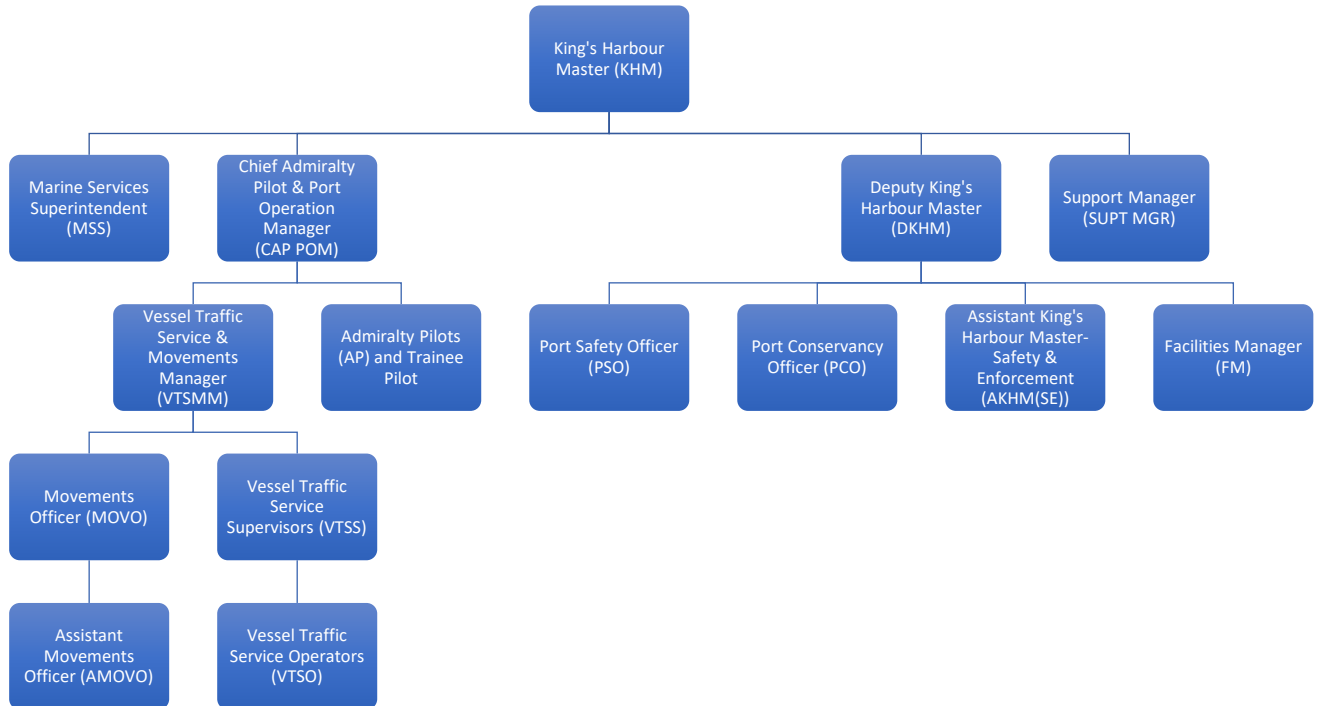 King's Harbour
Master (KHM)
Marine Services
Superintendent
(MSS)
Chief Admiralty
Pilot & Port
Operation
Manager
(CAP POM)
Deputy King's
Harbour Master
(DKHM)
Support Manager
(SUPT MGR)
Vessel Traffic
Service &
Movements
Manager
(VTSMM)
Admiralty Pilots
(AP) and Trainee
Pilot
Port Safety Officer
(PSO)
Port Conservancy
Officer (PCO)
Assistant King's
Harbour Master-
Safety &
Enforcement
(AKHM(SE))
Facilities Manager
(FM)
Movements
Officer (MOVO)
Vessel Traffic
Service
Supervisors (VTSS)
Assistant
Movements
Officer (AMOVO)
Vessel Traffic
Service Operators
(VTSO)